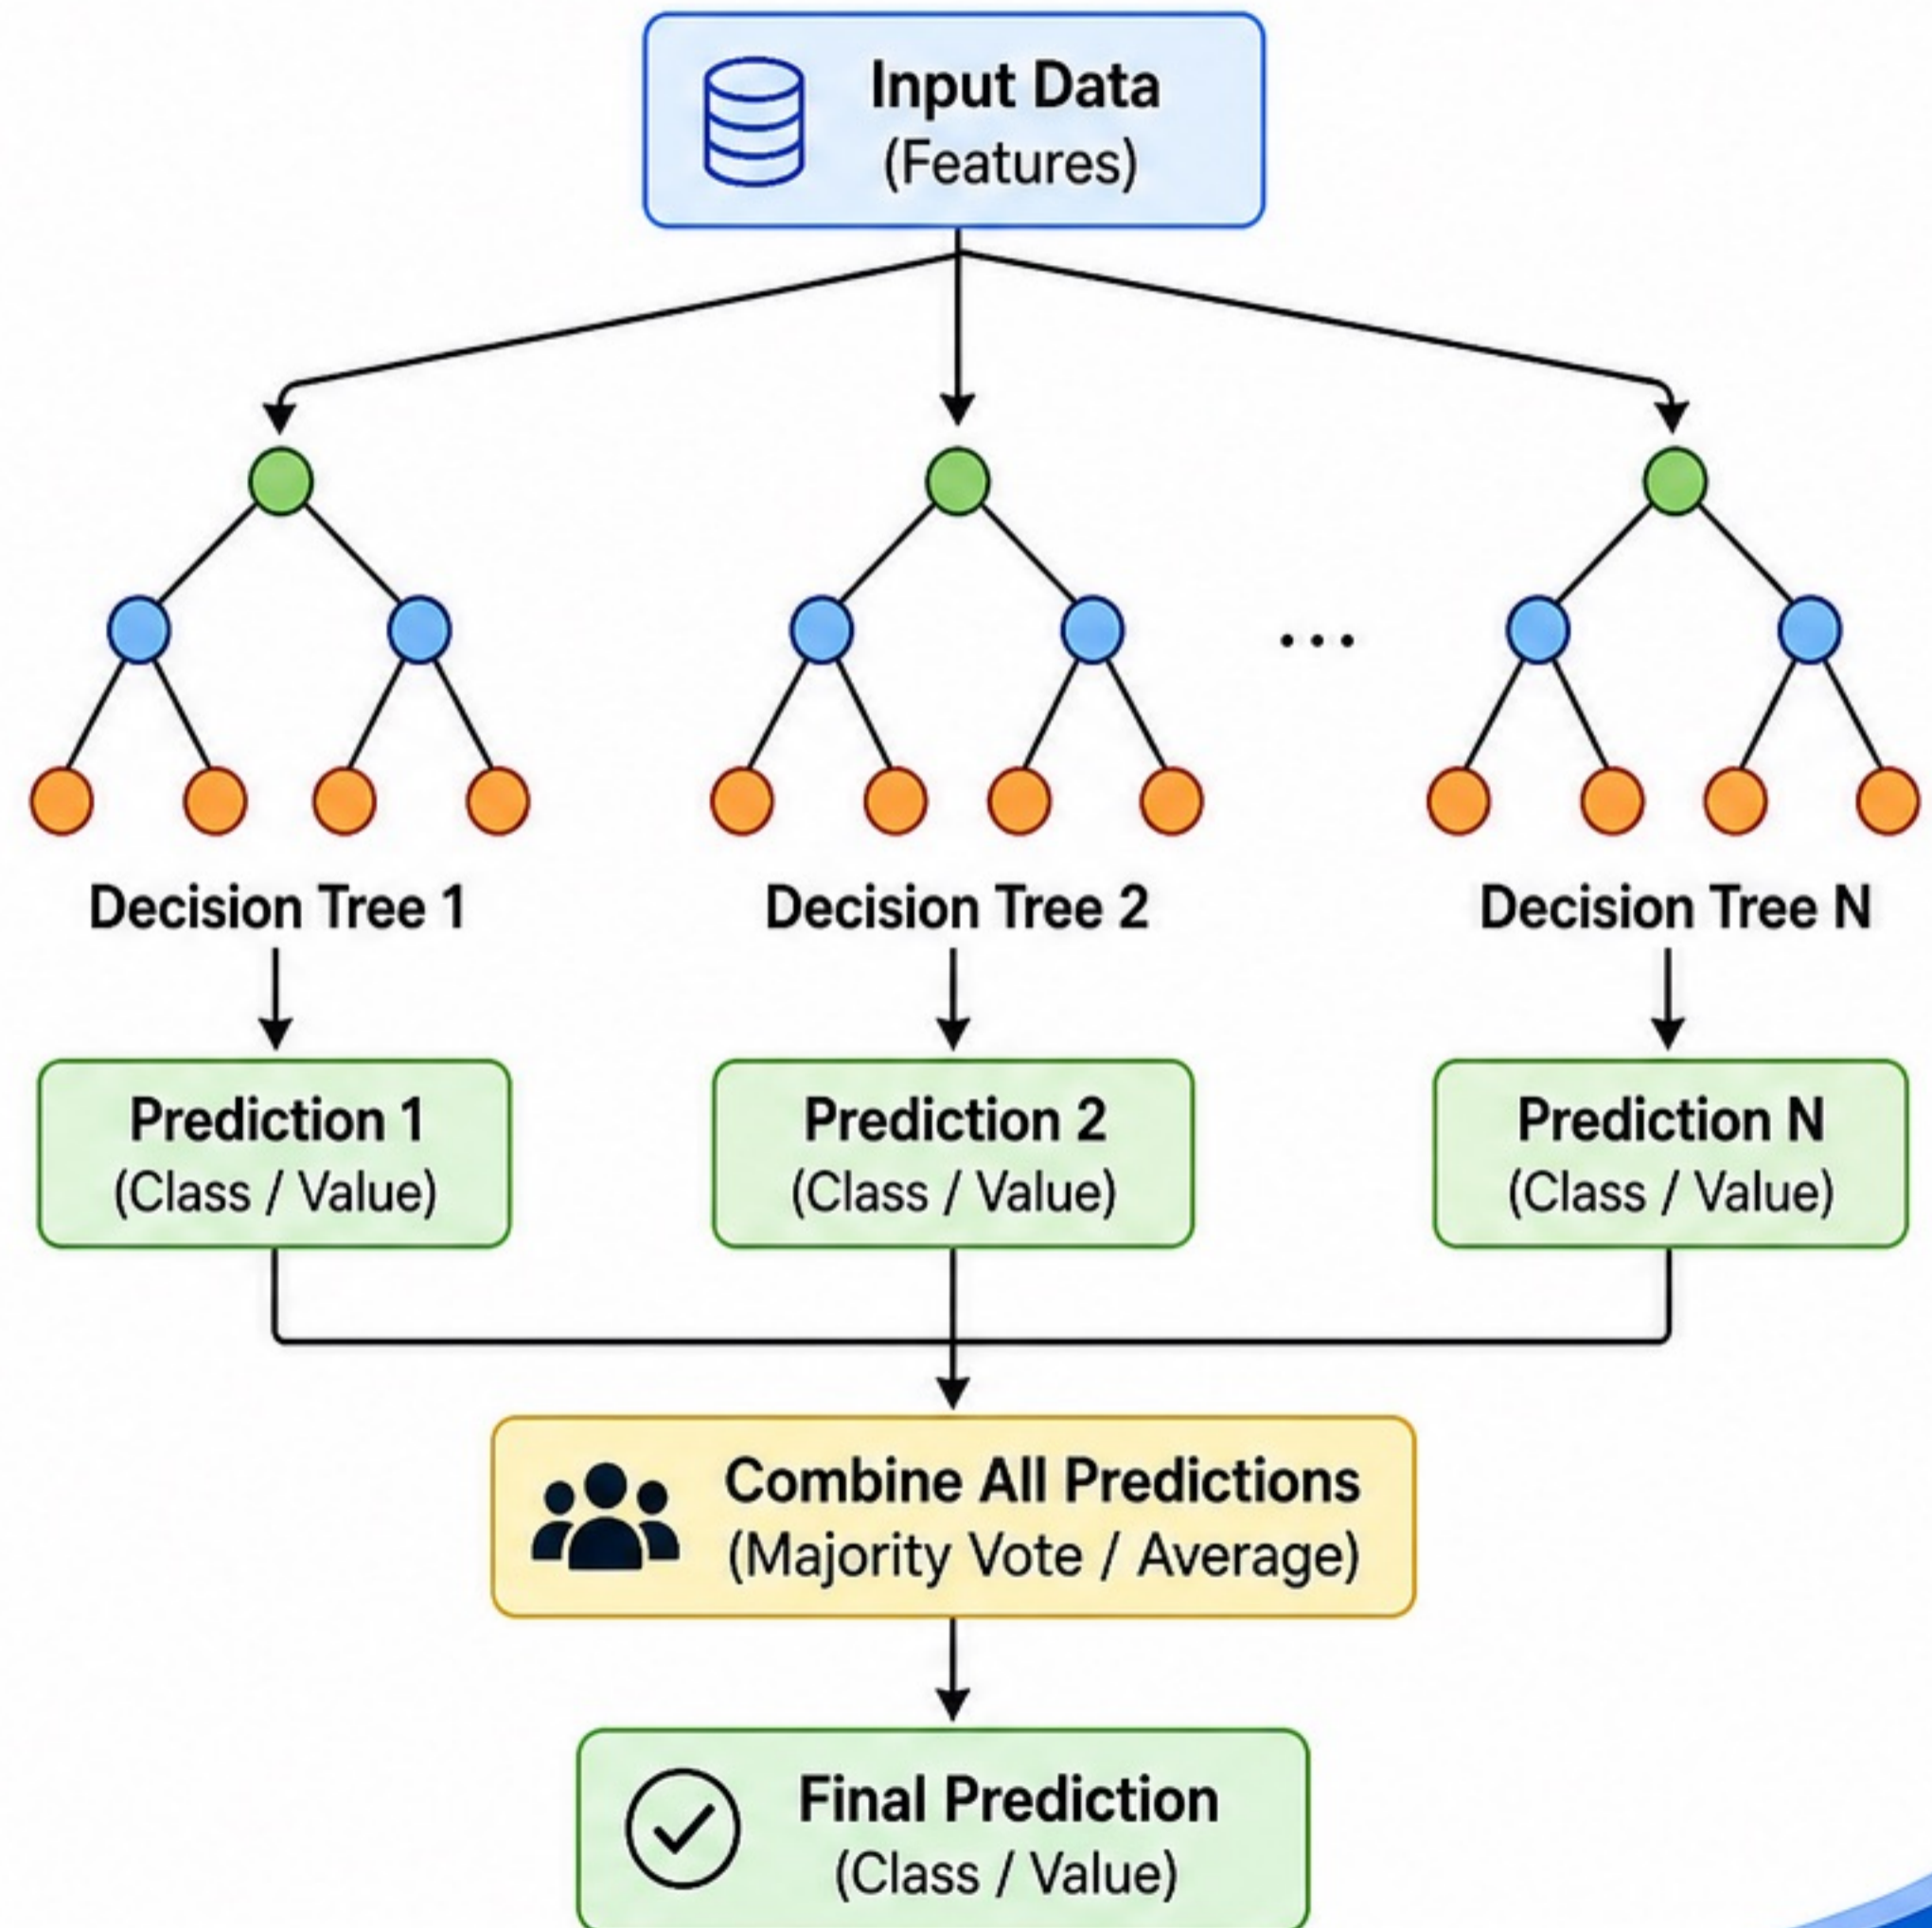 Input Data
(Features)
...
Decision Tree 1
Decision Tree 2
Decision Tree N
Prediction 1
(Class / Value)
Prediction 2
(Class / Value)
Prediction N
(Class / Value)
Combine All Predictions
(Majority Vote / Average)
Final Prediction
(Class / Value)